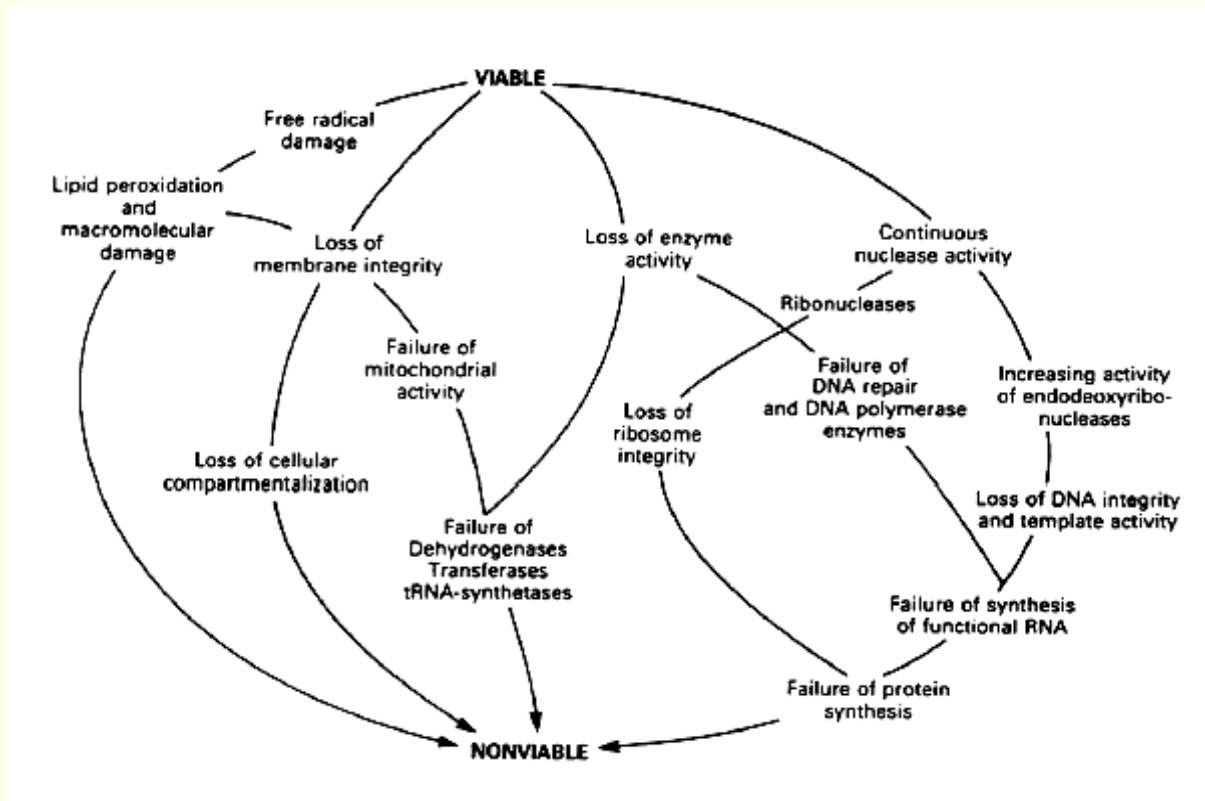 VIABLE
Free radical
damage
Lipid peroxidation
and
macromolecular
damage
Loss of
membrane integrity
Loss of enzyme
activity
Continuous
nuclease activity
Ribonucleases
Failure of
mitochondrial
activity
Failure of
DNA repair
and DNA polymerase
enzymes
Increasing activity
of endodeoxyribo-
nucleases
Loss of
ribosome
integrity
Loss of cellular
compartmentalization
Loss of DNA integrity
and template activity
Failure of
Dehydrogenases
Transferases
tRNA-synthetases
Failure of synthesis
of functional RNA
Failure of protein
synthesis
NONVIABLE